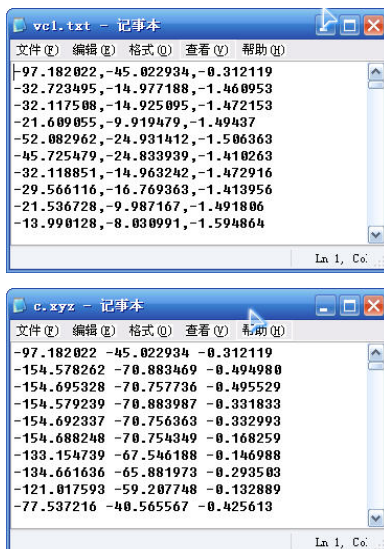 vcl.txt - 记事本
文件(F) 编辑(E) 格式(O) 查看(V) 帮助(H)
-97.182022,-45.022934,-0.312119
-32.723495,-14.977188,-1.460953
-32.117508,-14.925095,-1.472153
-21.609055,-9.919479,-1.49437
-52.082962,-24.931412,-1.506363
-45.725479,-24.833939,-1.410263
-32.118851,-14.963242,-1.472916
-29.566116,-16.769363,-1.413956
-21.536728,-9.987167,-1.491806
-13.990128,-8.030991,-1.594864
Ln 1, Co
c.xyz - 记事本
文件(F) 编辑(E) 格式(O) 查看(V) 帮助(H)
-97.182022 -45.022934 -0.312119
-154.578262 -70.883469 -0.494980
-154.695328 -70.757736 -0.495529
-154.579239 -70.883987 -0.331833
-154.692337 -70.756363 -0.332993
-154.688248 -70.754349 -0.168259
-133.154739 -67.546188 -0.146988
-134.661636 -65.881973 -0.293503
-121.017593 -59.207748 -0.132889
-77.537216 -40.565567 -0.425613
Ln 1, Co